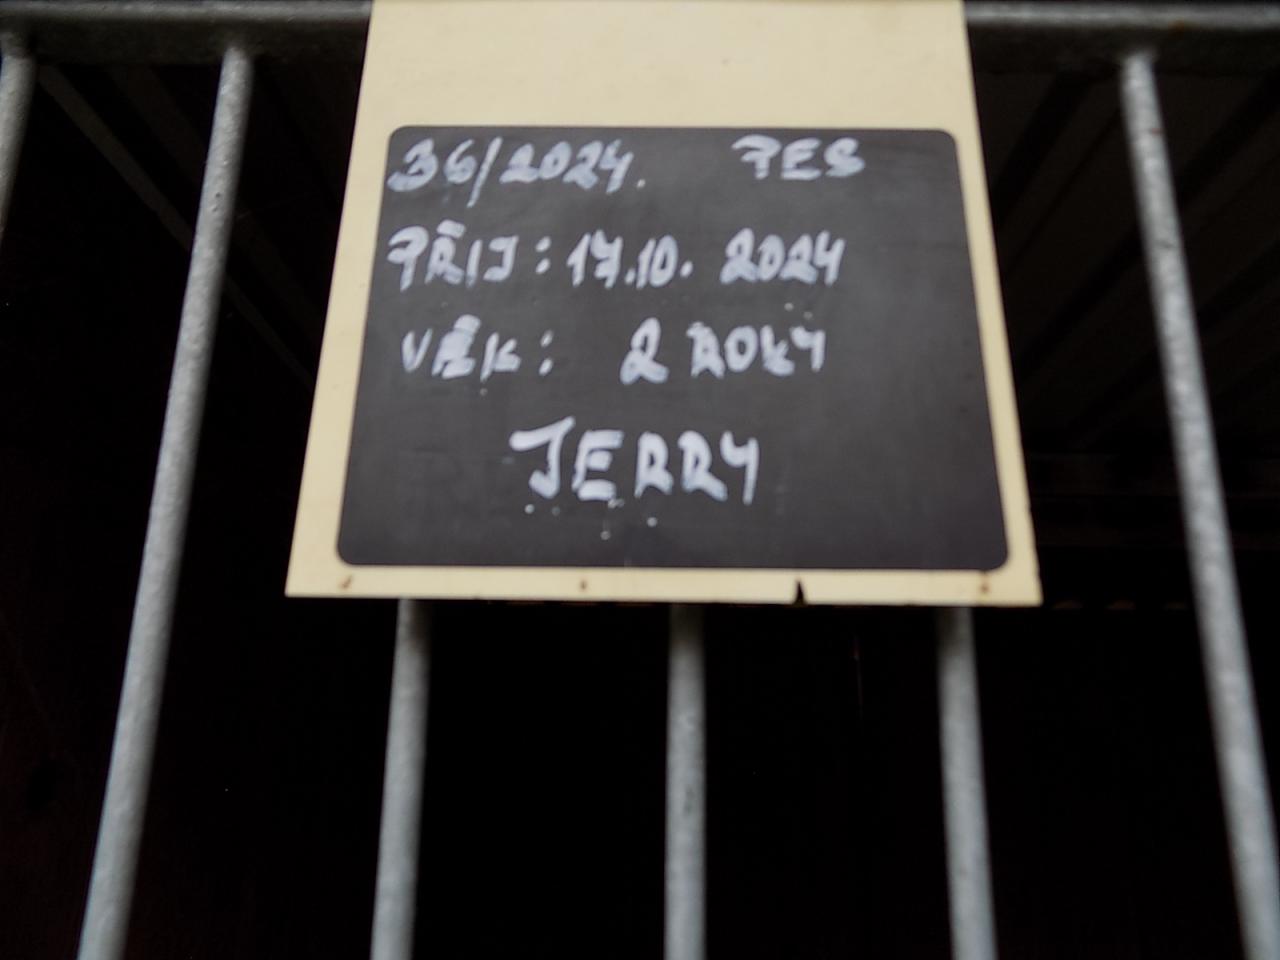 36/2024. PES
PŘIJ: 17.10. 2024
VĚK: 2 ROKY
JERRY